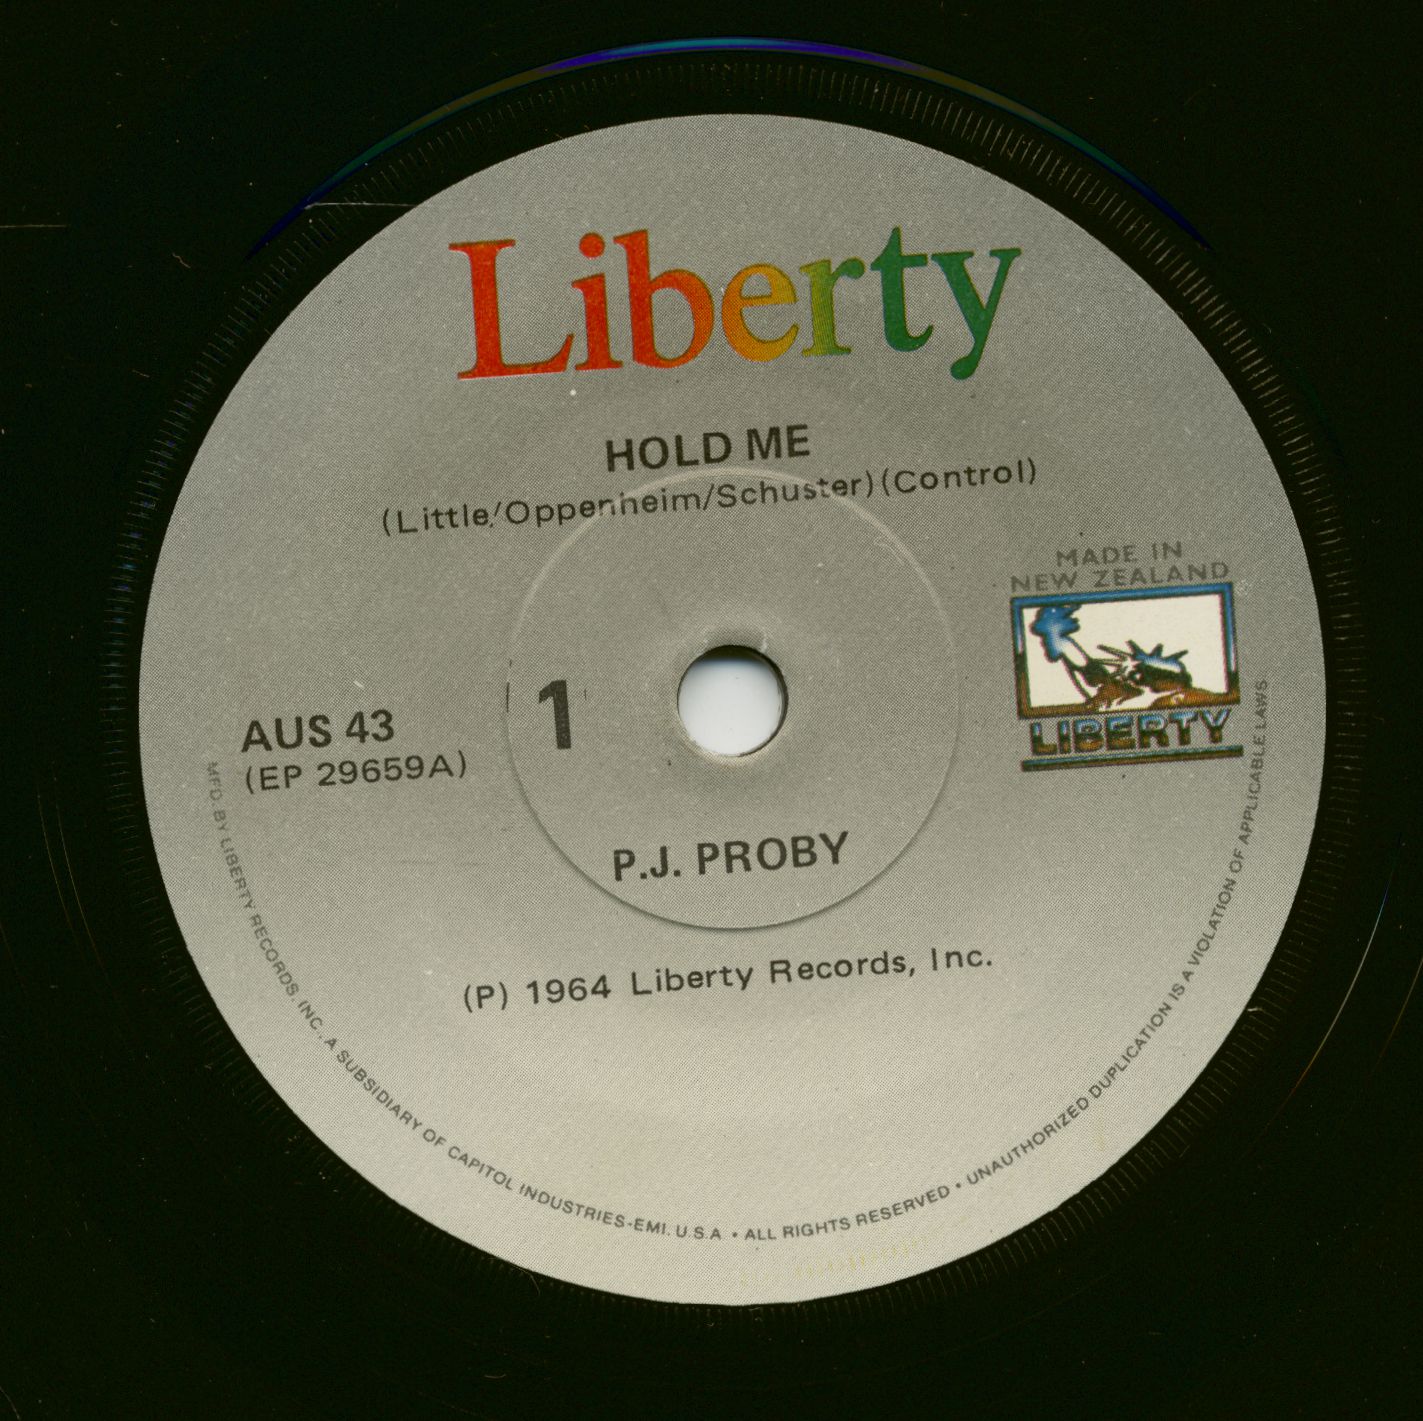 Liberty
HOLD ME
(Little/Oppenheim/Schuster)(Control)
MADE IN
NEW ZEALAND
LIBERTY
1
AUS 43
(EP 29659A)
P.J. PROBY
(P) 1964 Liberty Records, Inc.
MFD. BY LIBERTY RECORDS, INC., A SUBSIDIARY OF CAPITOL INDUSTRIES-EMI. U.S.A • ALL RIGHTS RESERVED • UNAUTHORIZED DUPLICATION IS A VIOLATION OF APPLICABLE LAWS